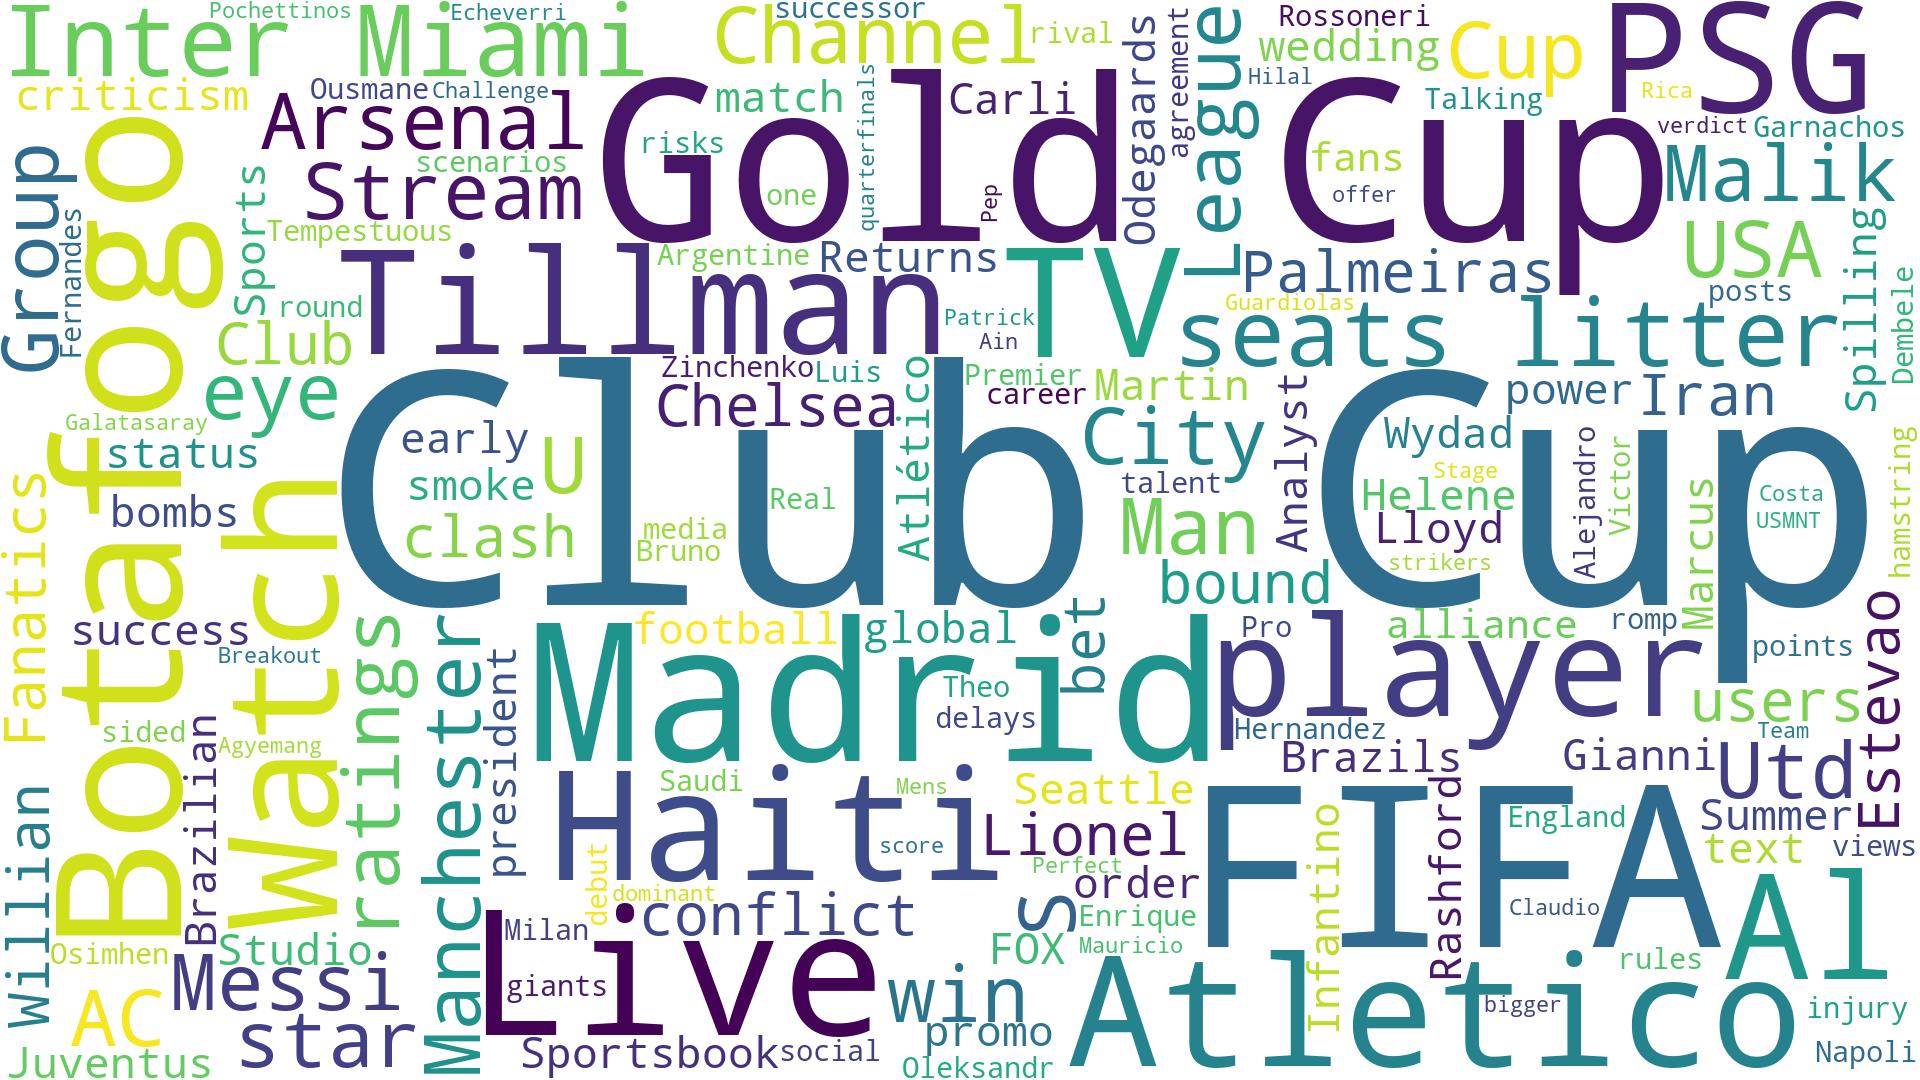 Inter Miami
Pochettinos
Echeverri
successor
Channel
rival
Odegaards
agreement
League
Rossoneri
wedding
Cup
PSG
Hilal
criticism
Ousmane
Challenge
Arsenal
match
quarterfinals
Carli
Gold Cup
Talking
Rica
verdict
Garnachos
Group
Fernandes
Botafogo
Sports
scenarios
Stream
risks
one
Pep
fans
offer
Malik
Tempestuous
Tillman
Argentine
Returns
TV
Palmeiras
USA
Spilling
posts
Dembele
round
Club
Patrick
Ain
Guardiolas
seats litter
eye
Zinchenko
Luis
Premier
career
Martin
Analyst
power
Iran
Chelsea
Atlético
City
Galatasaray
status
early
U
Club Cup
Wydad
Alejandro
Victor
Stage
smoke
Real
talent
Helene
Marcus
Costa
USMNT
hamstring
Fanatics
bombs
Watch
clash
media
Bruno
Man
Lloyd
strikers
bound
success
Breakout
ratings
Manchester
president
football
global
bet
Pro
alliance
romp
points
Estevao
Madrid
player
Theo
delays
users
sided
Agyemang
Brazilian
Hernandez
Team
Willian
Saudi
Mens
Seattle
Brazils
Gianni
Utd
Haiti
Lionel
FIFA
Rashford
England
Summer
score
Perfect
Infantino
text
views
debut
dominant
order
conflict
S
Enrique
Claudio
Al
Osimhen
Studio
Milan
Live
FOX
Mauricio
rules
Messi
giants
win
Atletico
bigger
injury
AC
star
promo
Juventus
Sportsbook
social
Oleksandr
Napoli